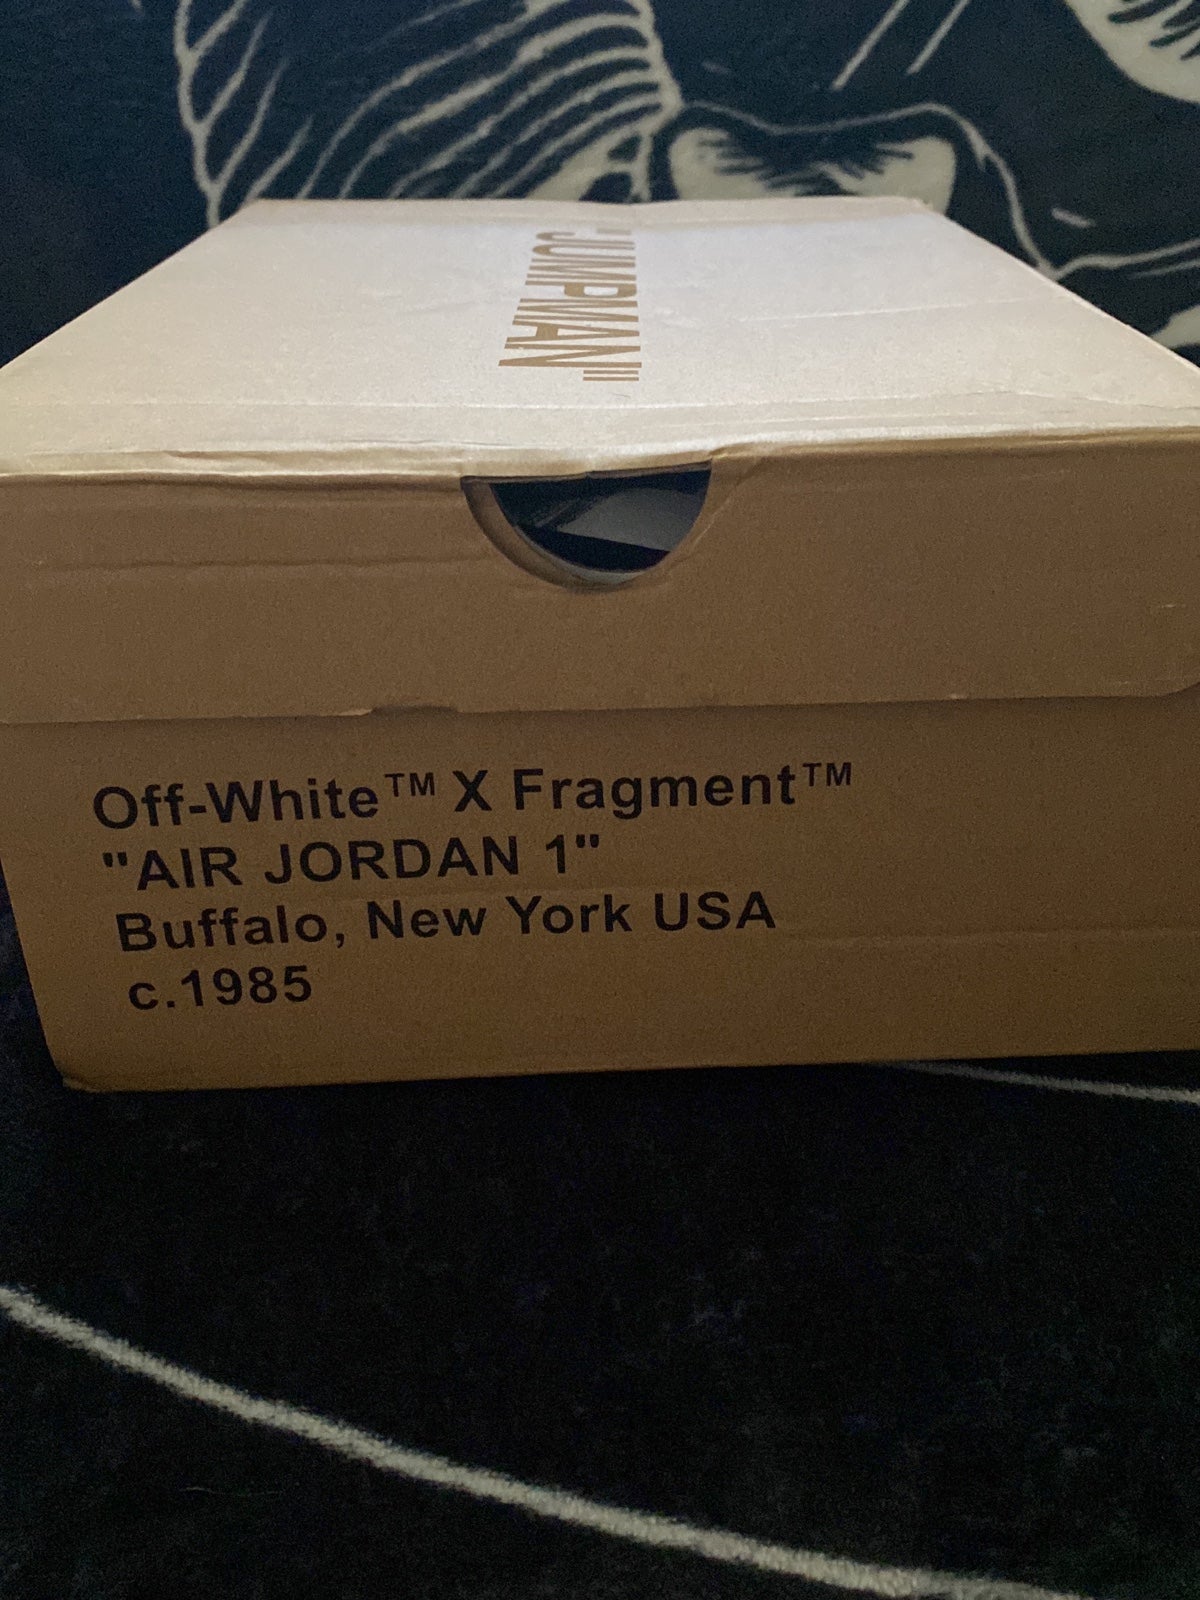 "JUMPMAN"
Off-White™ X Fragment™
"AIR JORDAN 1"
Buffalo, New York USA
c.1985